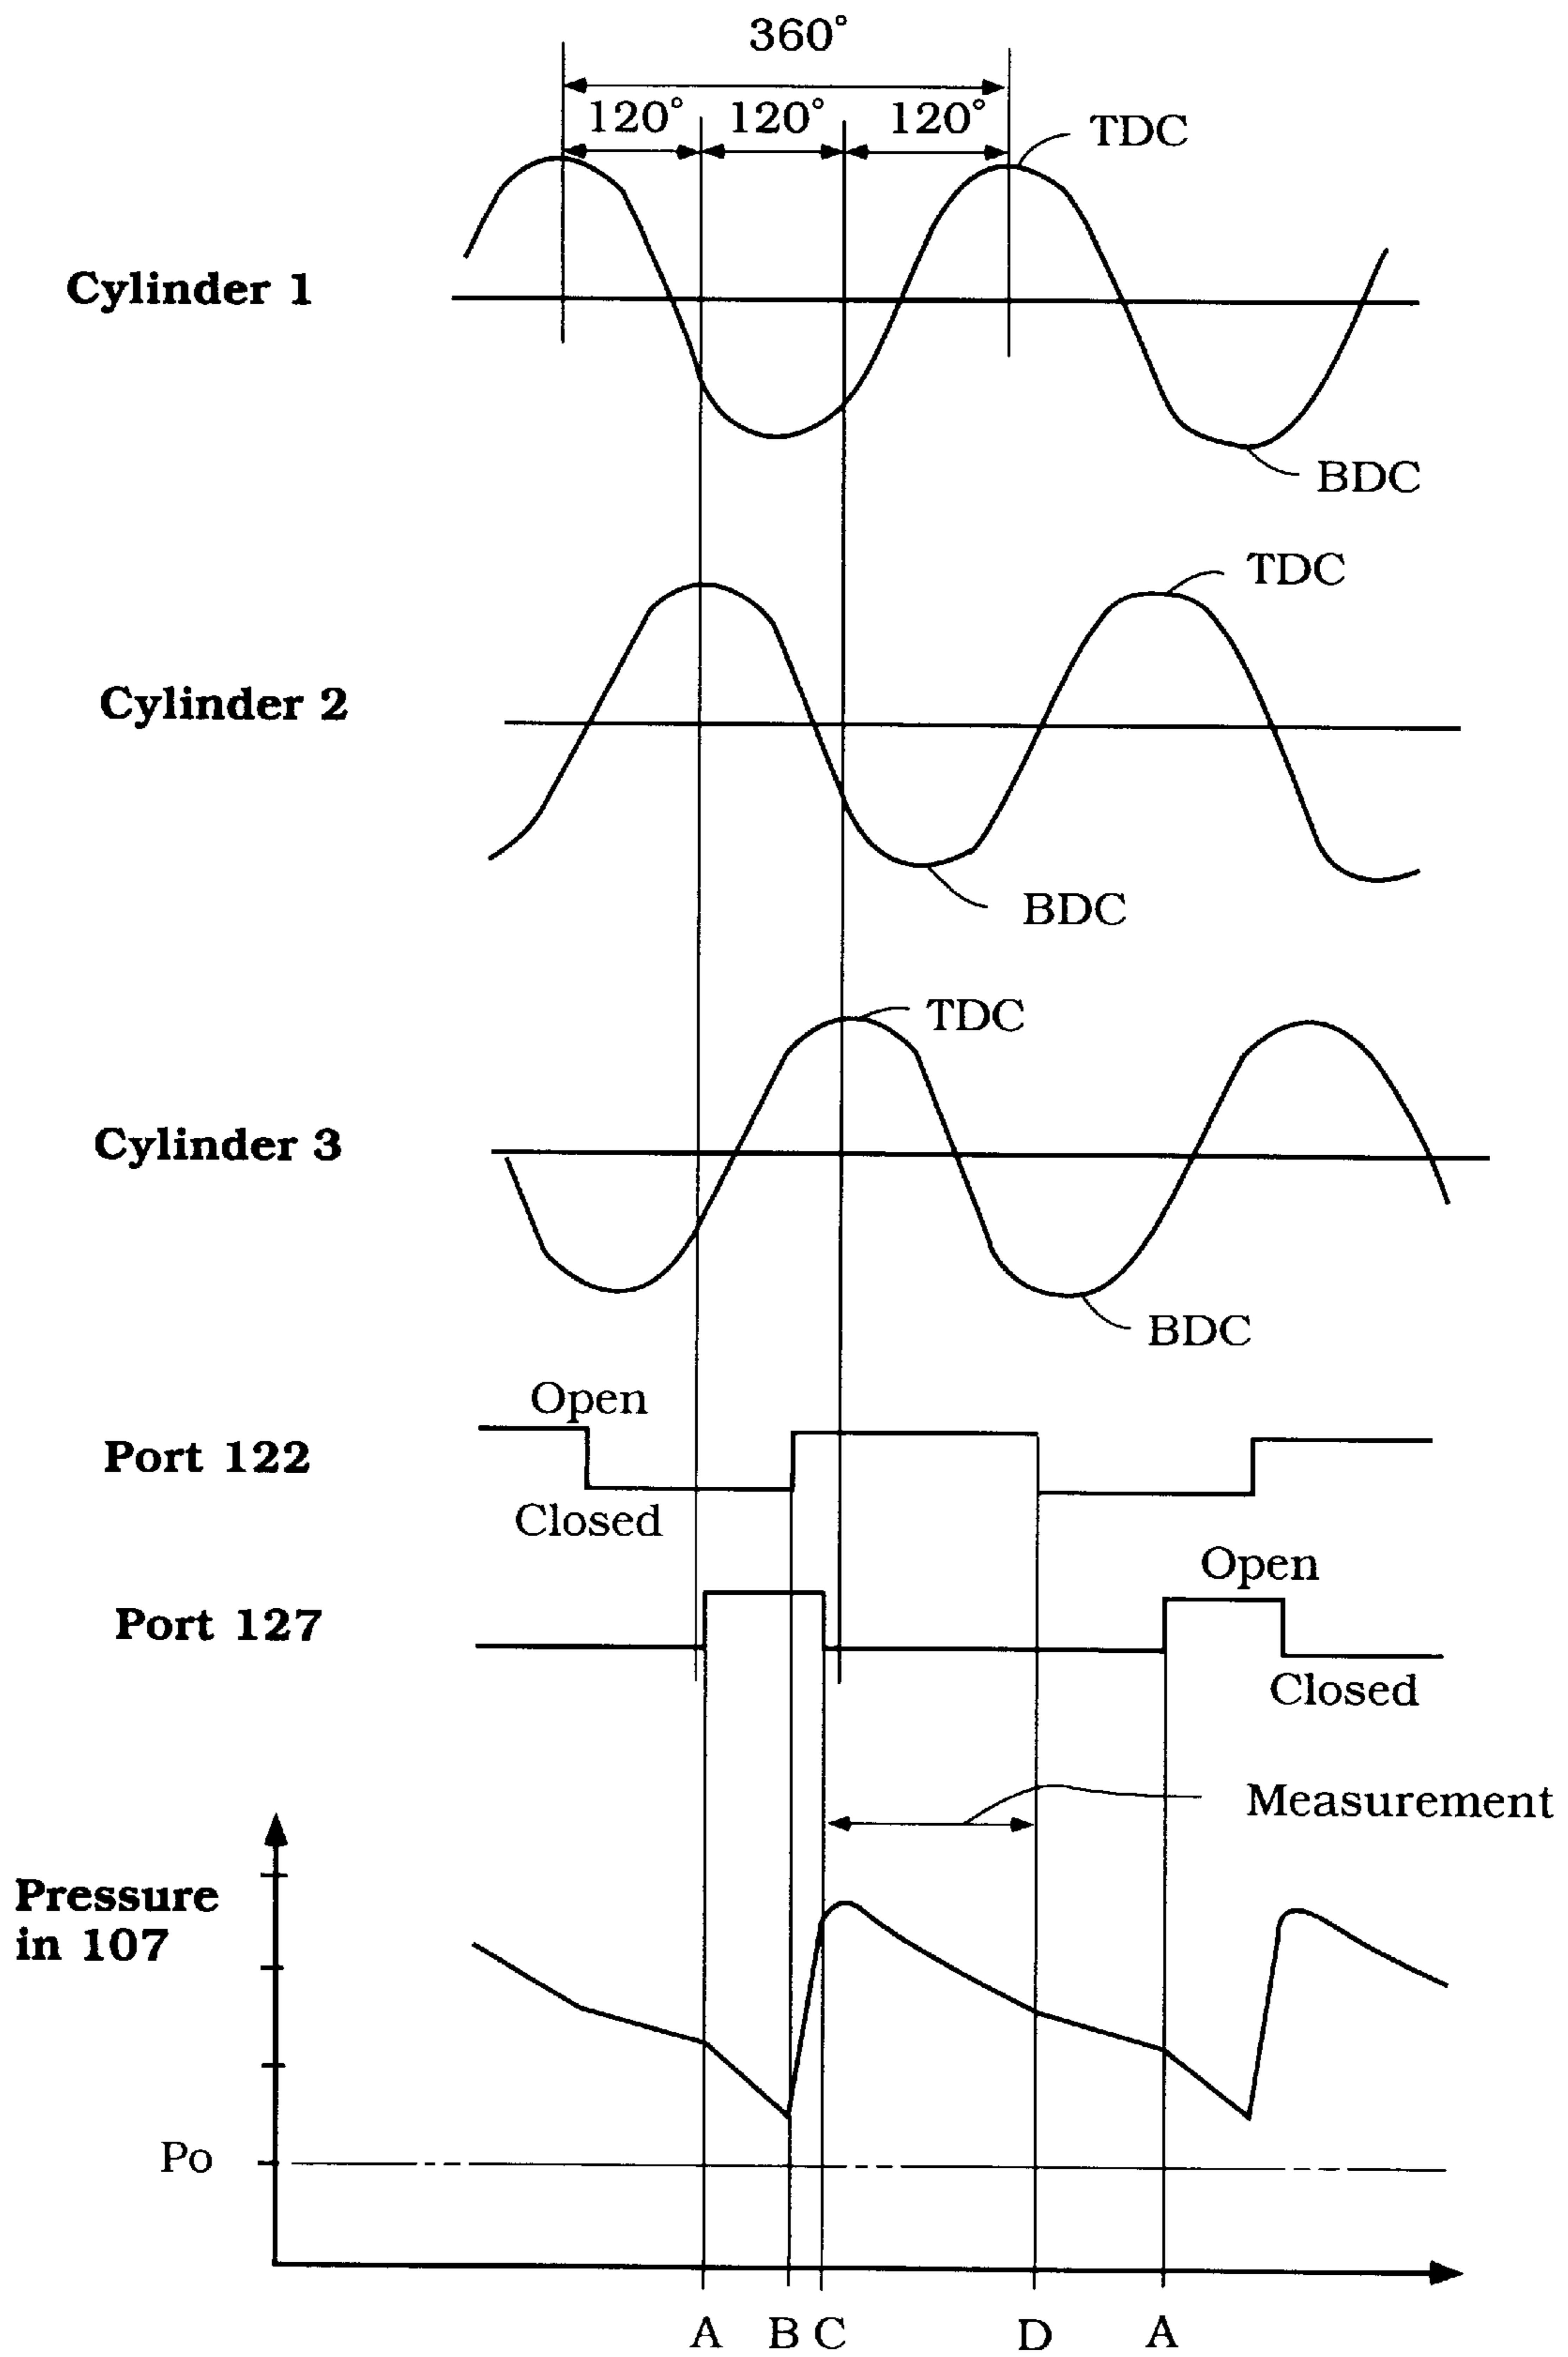 360°
120° 120° 120°
TDC
Cylinder 1
BDC
TDC
Cylinder 2
BDC
TDC
Cylinder 3
BDC
Open
Port 122
Closed
Open
Port 127
Closed
Measurement
Pressure
in 107
Po
A B C D A